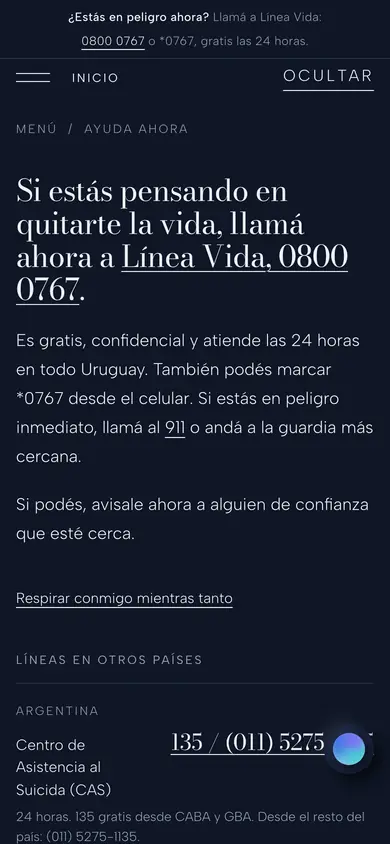 ¿Estás en peligro ahora? Llamá a Línea Vida:
0800 0767 o *0767, gratis las 24 horas.
INICIO
OCULTAR
MENÚ / AYUDA AHORA
Si estás pensando en
quitarte la vida, llamá
ahora a Línea Vida, 0800
0767.
Es gratis, confidencial y atiende las 24 horas
en todo Uruguay. También podés marcar
*0767 desde el celular. Si estás en peligro
inmediato, llamá al 911 o andá a la guardia más
cercana.
Si podés, avisale ahora a alguien de confianza
que esté cerca.
Respirar conmigo mientras tanto
LÍNEAS EN OTROS PAÍSES
ARGENTINA
Centro de
Asistencia al
Suicida (CAS)
135 / (011) 5275
24 horas. 135 gratis desde CABA y GBA. Desde el resto del
país: (011) 5275-1135.